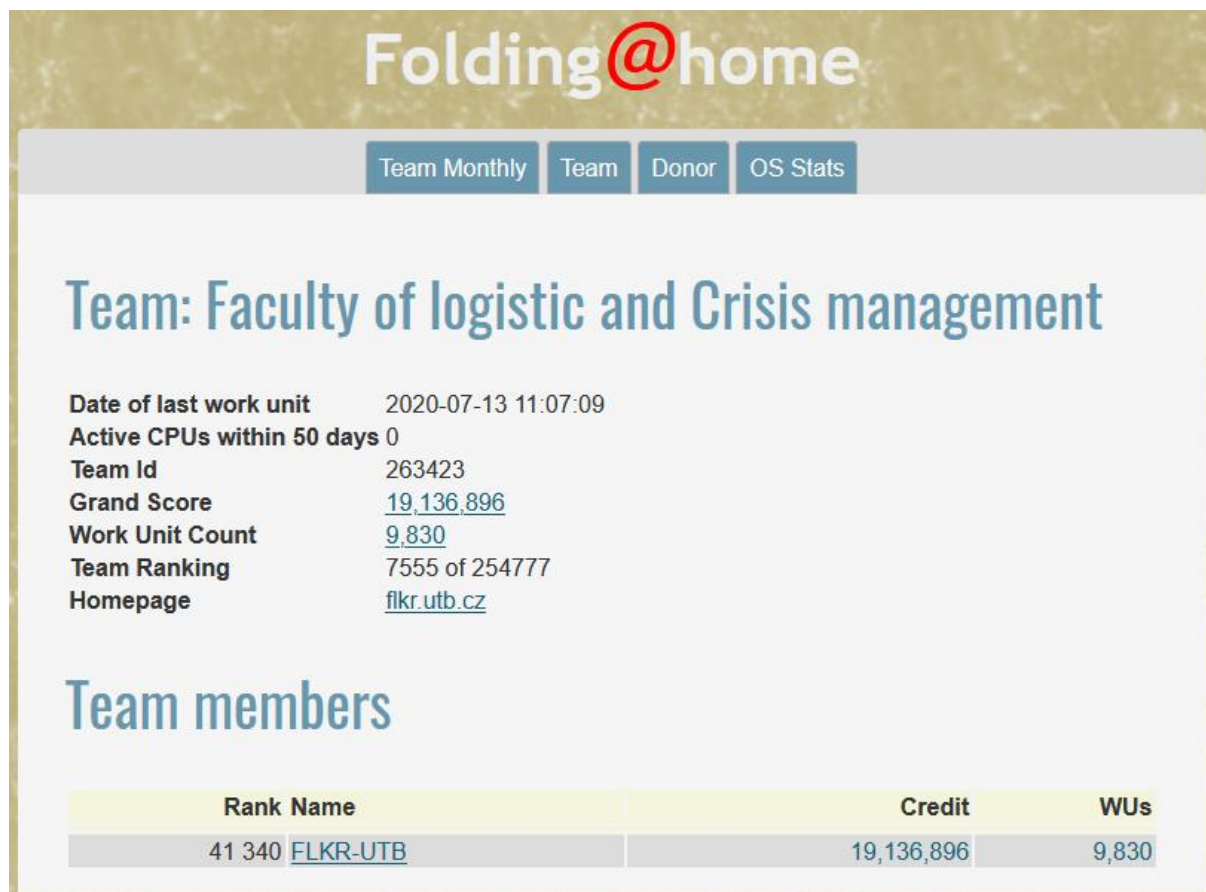 Folding@home
Team Monthly Team Donor OS Stats
Team: Faculty of logistic and Crisis management
Date of last work unit 2020-07-13 11:07:09
Active CPUs within 50 days 0
Team Id 263423
Grand Score 19,136,896
Work Unit Count 9,830
Team Ranking 7555 of 254777
Homepage flkr.utb.cz
Team members
Rank Name Credit WUs
41 340 FLKR-UTB 19,136,896 9,830